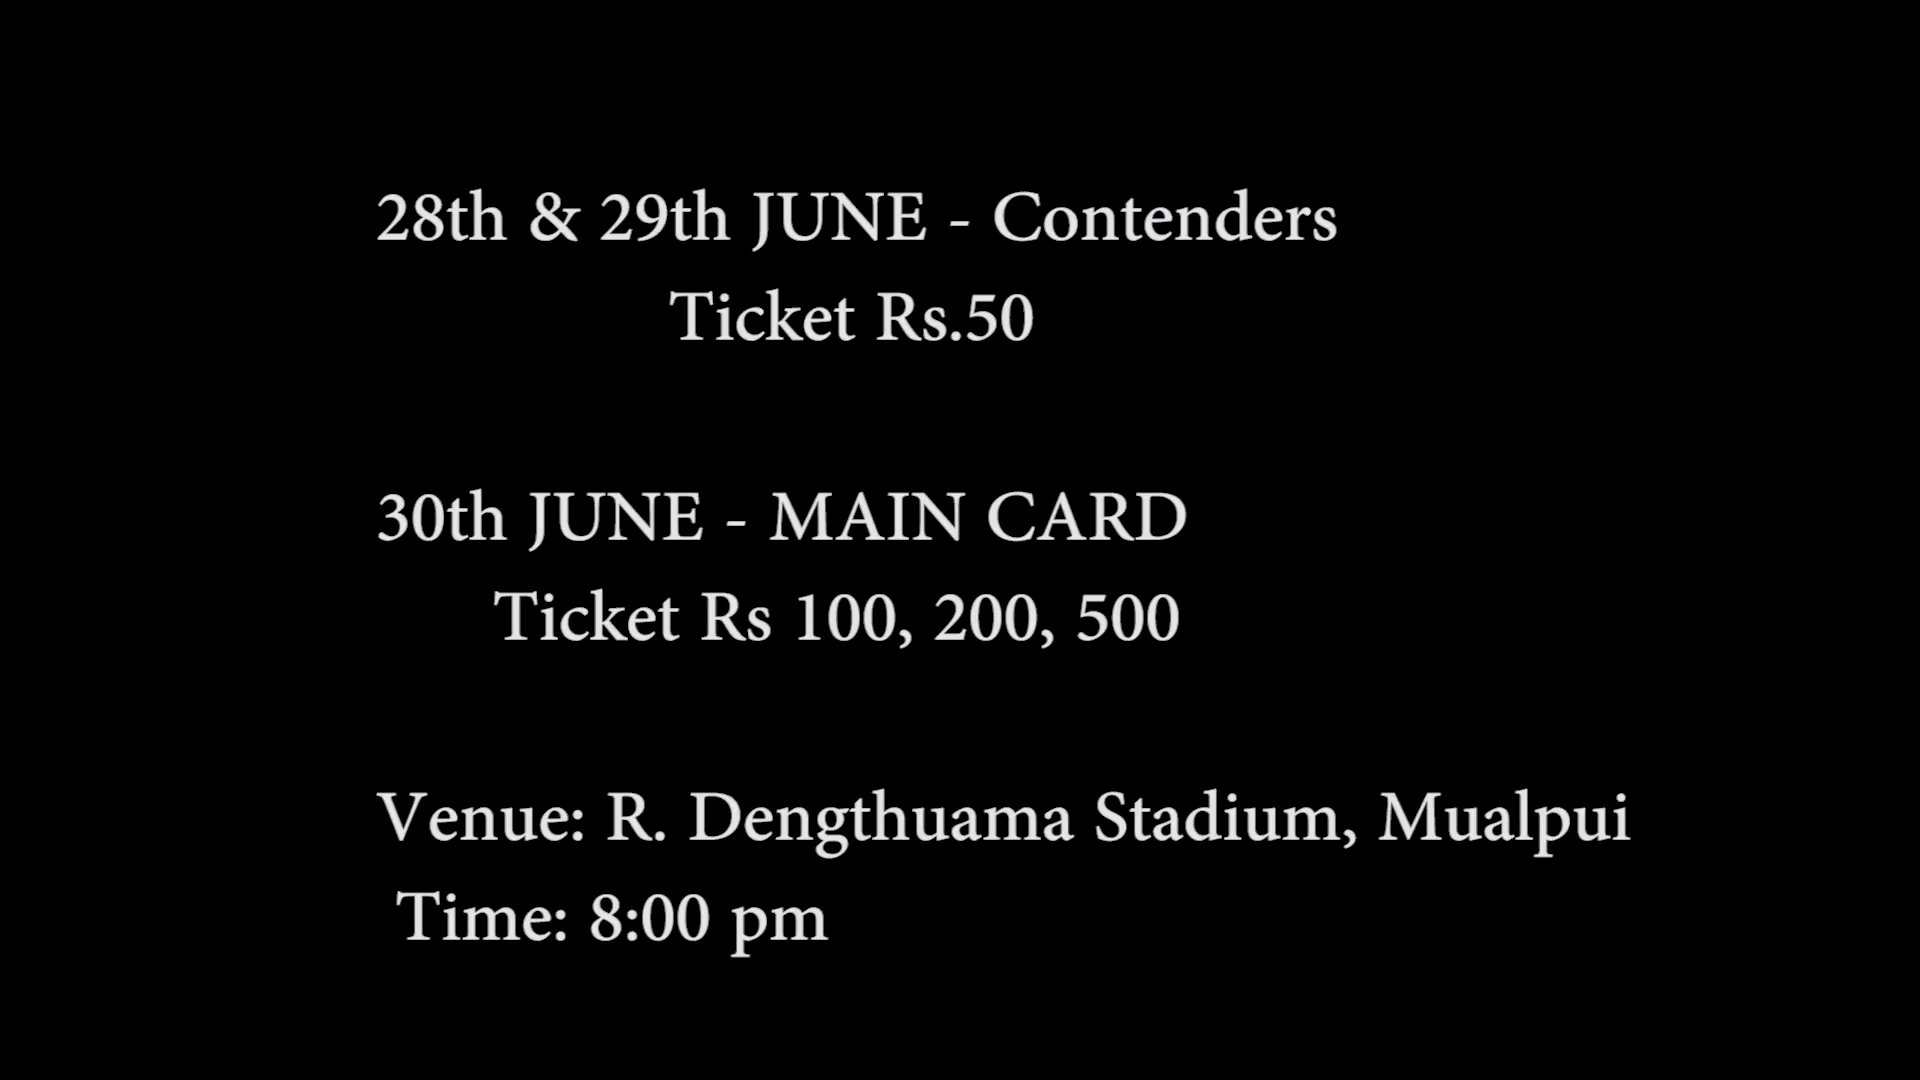 28th & 29th JUNE - Contenders
Ticket Rs.50
30th JUNE - MAIN CARD
Ticket Rs 100, 200, 500
Venue: R. Dengthuama Stadium, Mualpui
Time: 8:00 pm